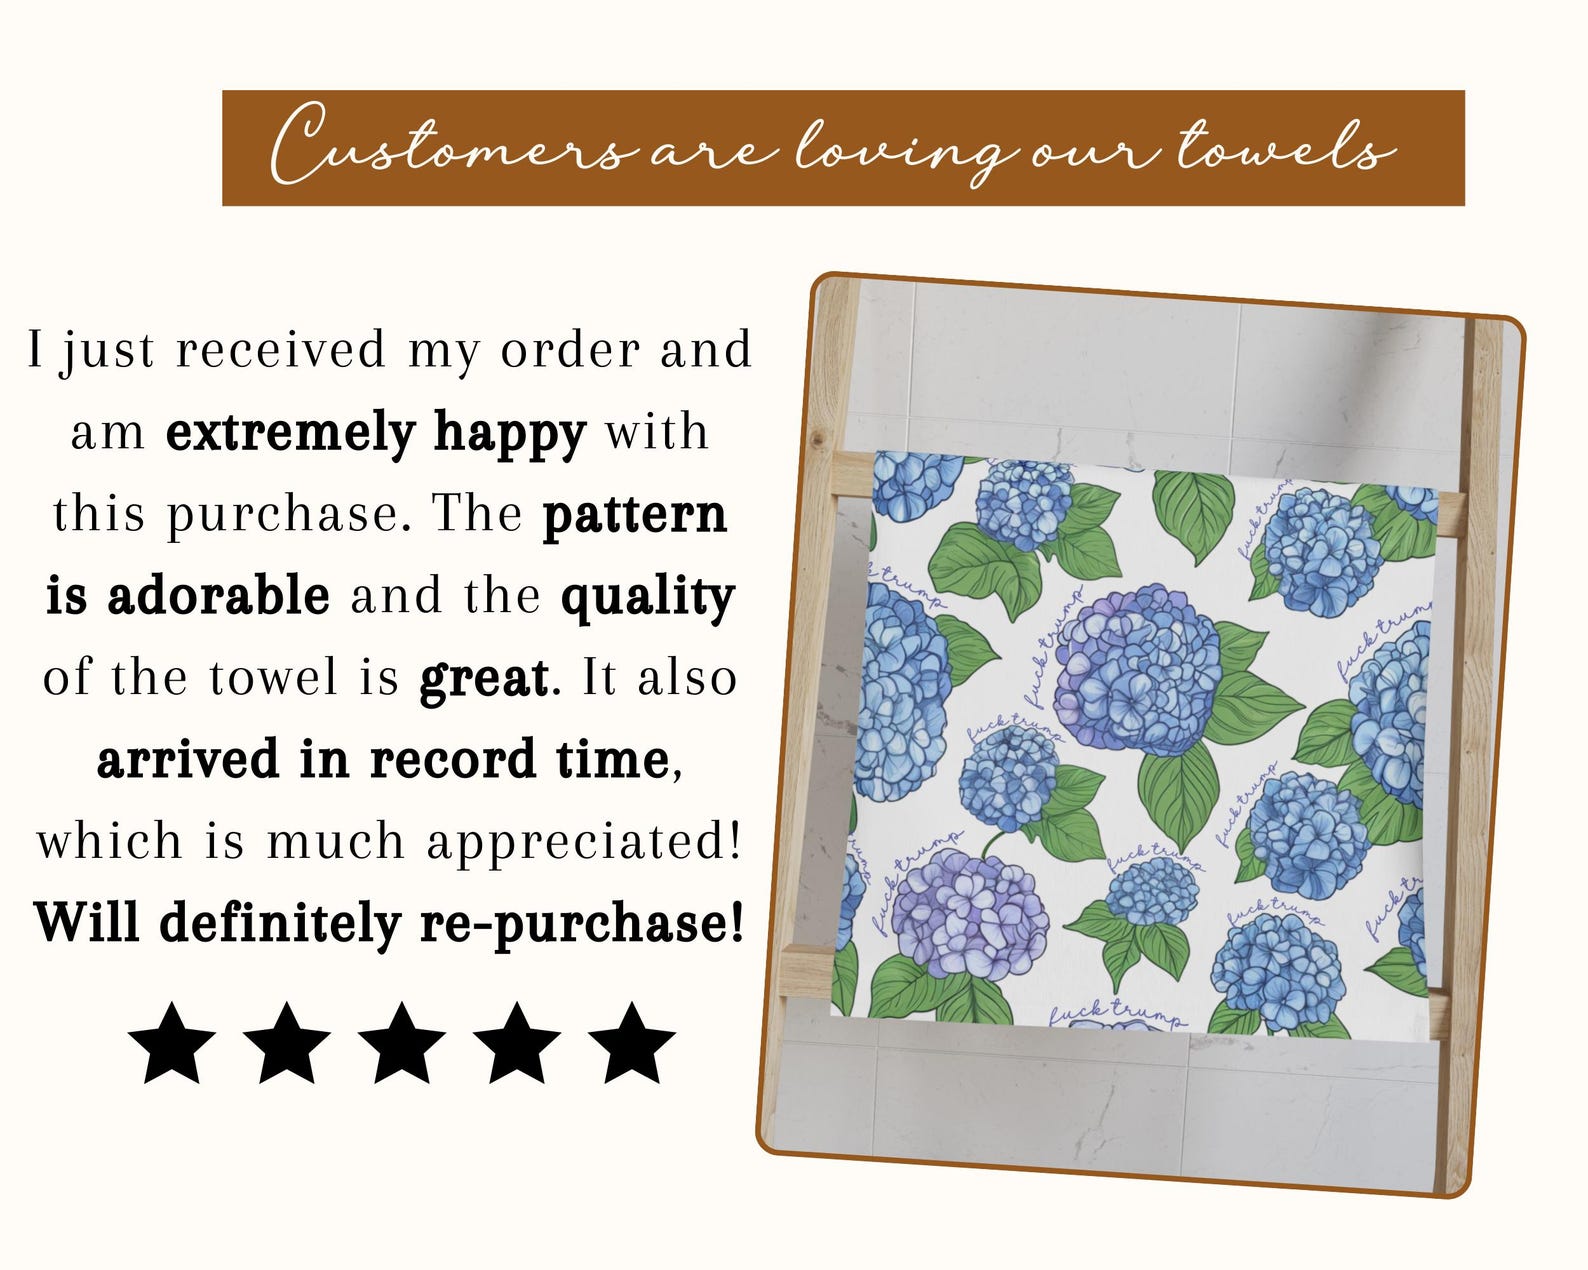 Customers are loving our towels
I just received my order and
am extremely happy with
this purchase. The pattern
is adorable and the quality
of the towel is great. It also
arrived in record time,
which is much appreciated!
Will definitely re-purchase!
fuck trump
trump
fuck trump
fuck trump
fuck trump
fuck trump
fuck trump
fuck trump
fuck trump
fuck trump
fuck trump